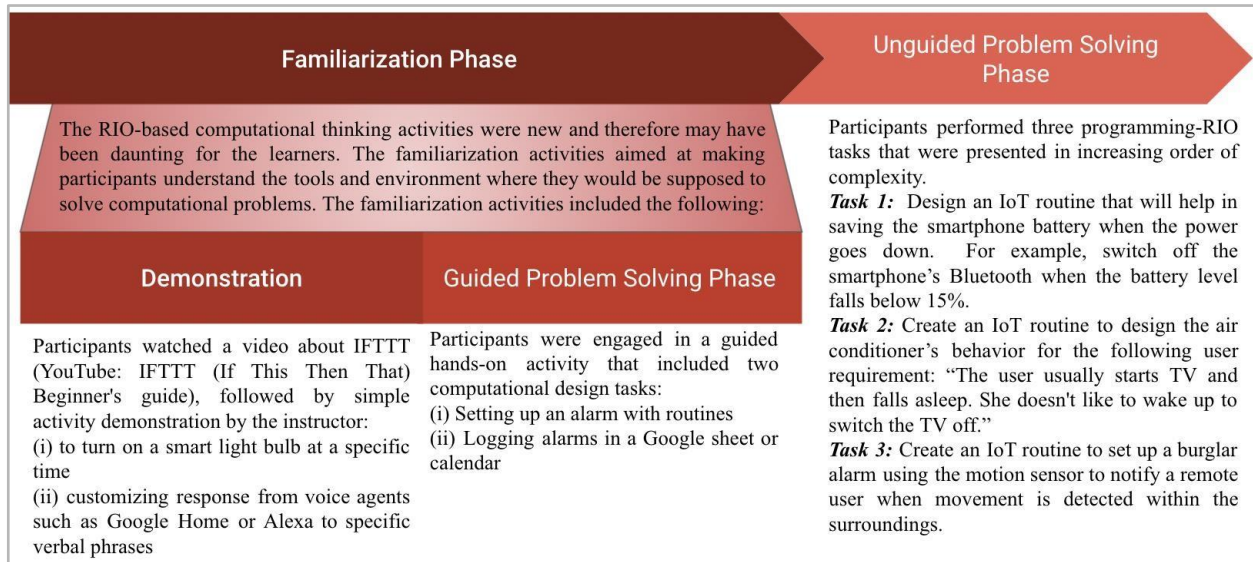 Familiarization Phase
The RIO-based computational thinking activities were new and therefore may have
been daunting for the learners. The familiarization activities aimed at making
participants understand the tools and environment where they would be supposed to
solve computational problems. The familiarization activities included the following:
Demonstration
Participants watched a video about IFTTT
(YouTube: IFTTT (If This Then That)
Beginner's guide), followed by simple
activity demonstration by the instructor:
(i) to turn on a smart light bulb at a specific
time
(ii) customizing response from voice agents
such as Google Home or Alexa to specific
verbal phrases
Guided Problem Solving Phase
Participants were engaged in a guided
hands-on activity that included two
computational design tasks:
(i) Setting up an alarm with routines
(ii) Logging alarms in a Google sheet or
calendar
Unguided Problem Solving
Phase
Participants performed three programming-RIO
tasks that were presented in increasing order of
complexity.
Task 1: Design an IoT routine that will help in
saving the smartphone battery when the power
goes down. For example, switch off the
smartphone's Bluetooth when the battery level
falls below 15%.
Task 2: Create an IoT routine to design the air
conditioner's behavior for the following user
requirement: “The user usually starts TV and
then falls asleep. She doesn't like to wake up to
switch the TV off.”
Task 3: Create an IoT routine to set up a burglar
alarm using the motion sensor to notify a remote
user when movement is detected within the
surroundings.